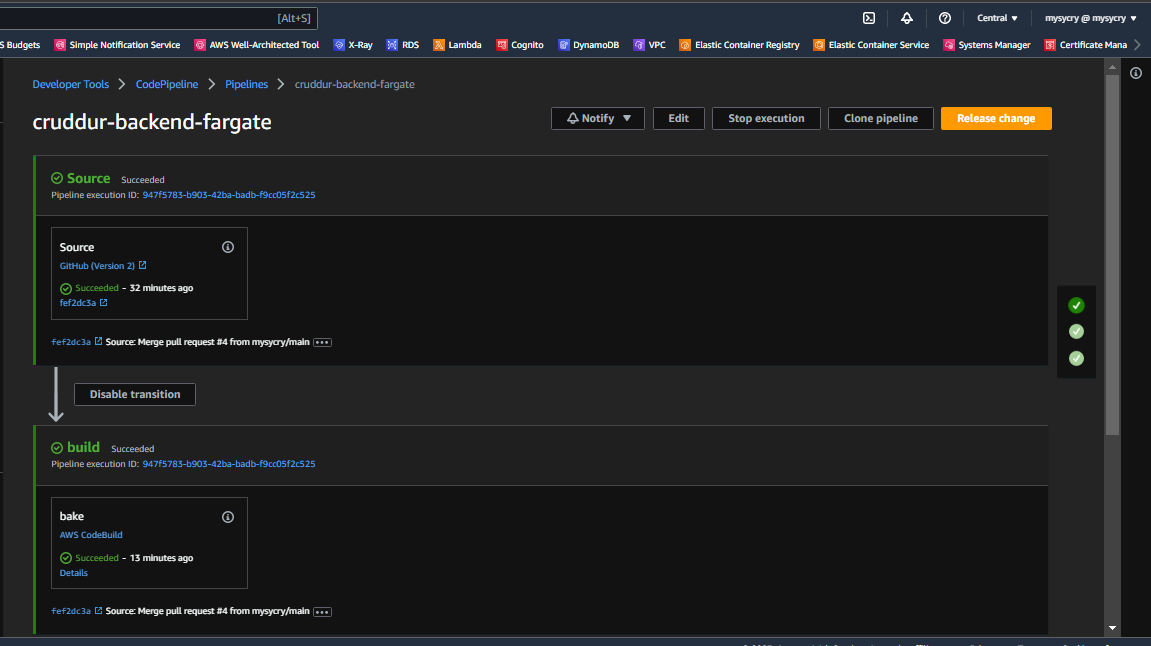 [Alt+S]
Central ▼
mysycry @ mysycry ▼
S Budgets
Simple Notification Service
AWS Well-Architected Tool
X-Ray
RDS
Lambda
Cognito
DynamoDB
VPC
Elastic Container Registry
Elastic Container Service
Systems Manager
Certificate Mana
Developer Tools > CodePipeline > Pipelines > cruddur-backend-fargate
cruddur-backend-fargate
Notify ▼
Edit
Stop execution
Clone pipeline
Release change
Source Succeeded
Pipeline execution ID: 947f5783-b903-42ba-badb-f9cc05f2c525
Source
GitHub (Version 2)
Succeeded - 32 minutes ago
fef2dc3a
fef2dc3a Source: Merge pull request #4 from mysycry/main
Disable transition
build Succeeded
Pipeline execution ID: 947f5783-b903-42ba-badb-f9cc05f2c525
bake
AWS CodeBuild
Succeeded - 13 minutes ago
Details
fef2dc3a Source: Merge pull request #4 from mysycry/main